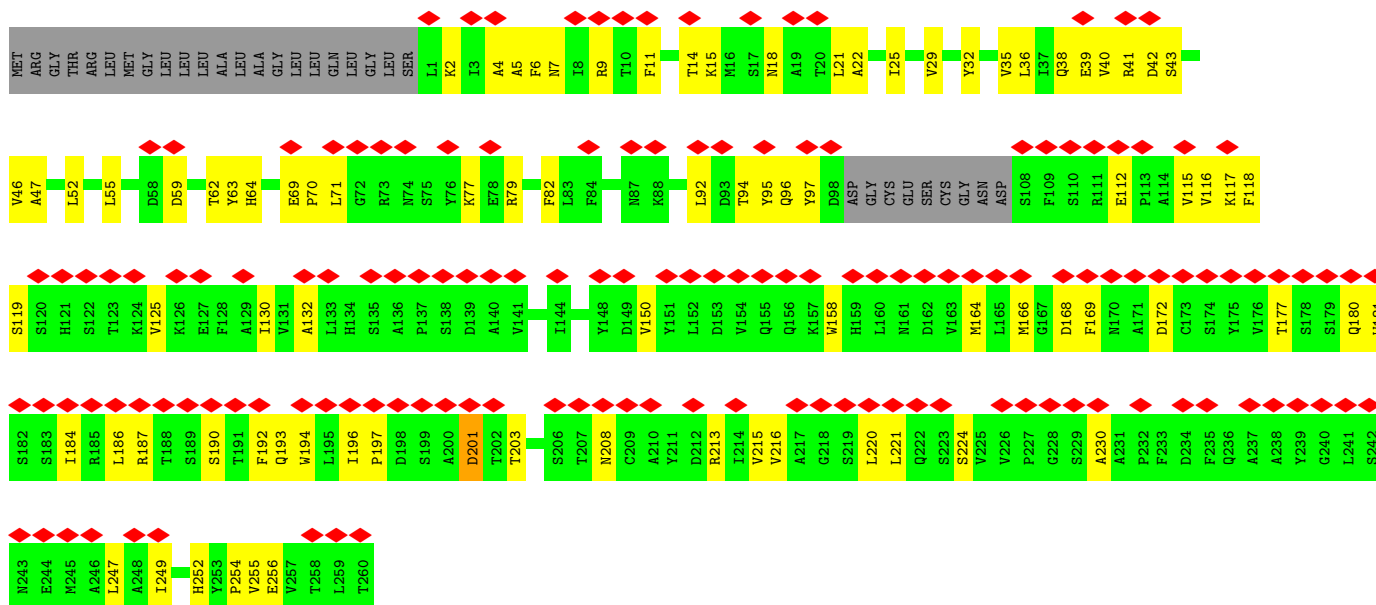 MET ARG GLY THR ARG LEU MET GLY LEU LEU LEU ALA LEU ALA GLY LEU LEU GLN LEU GLY LEU SER L1 K2 I3 A4 A5 F6 N7 I8 R9 T10 F11 T14 K15 M16 S17 N18 A19 T20 L21 A22 I25 V29 Y32 V35 L36 I37 Q38 E39 V40 R41 D42 S43
V46 A47 L52 L55 D58 D59 T62 Y63 H64 E69 P70 L71 G72 R73 N74 S75 Y76 K77 E78 R79 F82 L83 F84 N87 K88 L92 D93 T94 Y95 Q96 Y97 D98 ASP GLY CYS GLU SER CYS GLY ASN ASP S108 F109 S110 R111 E112 P113 A114 V115 V116 K117 F118
S119 S120 H121 S122 T123 K124 V125 K126 E127 F128 A129 I130 V131 A132 L133 H134 S135 A136 P137 S138 D139 A140 V141 I144 Y148 D149 V150 Y151 L152 D153 V154 Q155 Q156 K157 W158 H159 L160 N161 D162 V163 M164 L165 M166 G167 D168 F169 N170 A171 D172 C173 S174 Y175 V176 T177 S178 S179 Q180
S182 S183 I184 R185 L186 R187 T188 S189 S190 T191 F192 Q193 W194 L195 I196 P197 D198 S199 A200 D201 T202 T203 S206 T207 N208 C209 A210 Y211 D212 R213 I214 V215 V216 A217 G218 S219 L220 L221 Q222 S223 S224 V225 V226 P227 G228 S229 A230 A231 P232 F233 D234 F235 Q236 A237 A238 Y239 G240 L241 S242
N243 E244 M245 A246 L247 A248 I249 H252 Y253 P254 V255 E256 V257 T258 L259 T260